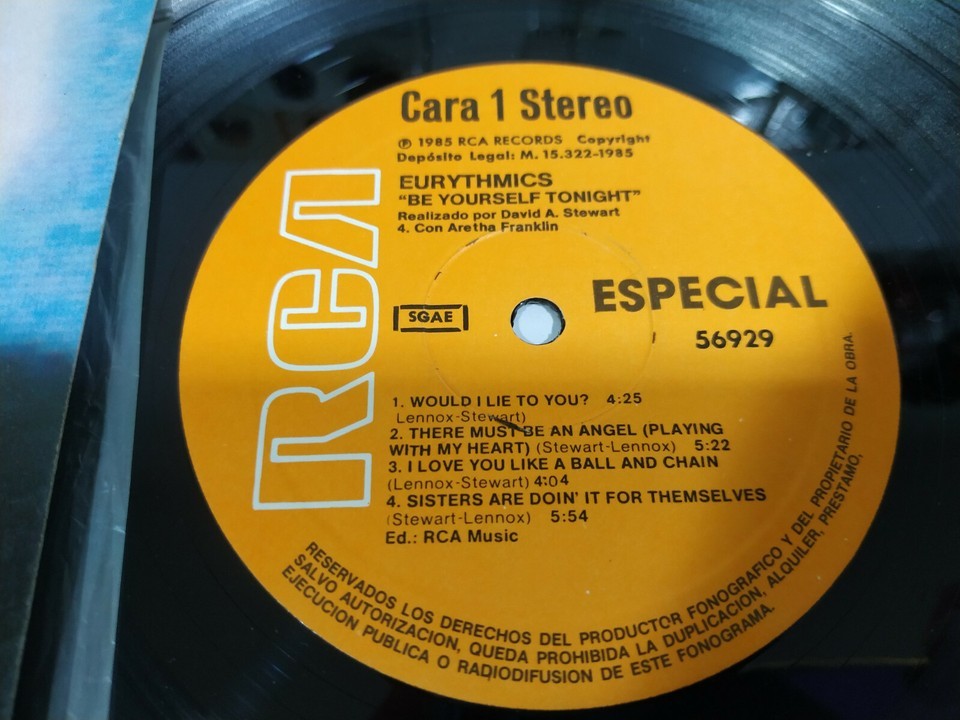 Cara 1 Stereo
Ⓟ 1985 RCA RECORDS Copyright
Depósito Legal: M. 15.322-1985
EURYTHMICS
"BE YOURSELF TONIGHT"
Realizado por David A. Stewart
4. Con Aretha Franklin
RCA
SGAE
ESPECIAL
56929
1. WOULD I LIE TO YOU? 4:25
Lennox-Stewart)
2. THERE MUST BE AN ANGEL (PLAYING
WITH MY HEART) (Stewart-Lennox) 5:22
3. I LOVE YOU LIKE A BALL AND CHAIN
(Lennox-Stewart) 4:04
4. SISTERS ARE DOIN' IT FOR THEMSELVES
(Stewart-Lennox) 5:54
Ed.: RCA Music
RESERVADOS LOS DERECHOS DEL PRODUCTOR FONOGRAFICO Y DEL PROPIETARIO DE LA OBRA.
SALVO AUTORIZACION, QUEDA PROHIBIDA LA DUPLICACION, ALQUILER, PRESTAMO,
EJECUCION PUBLICA O RADIODIFUSION DE ESTE FONOGRAMA.